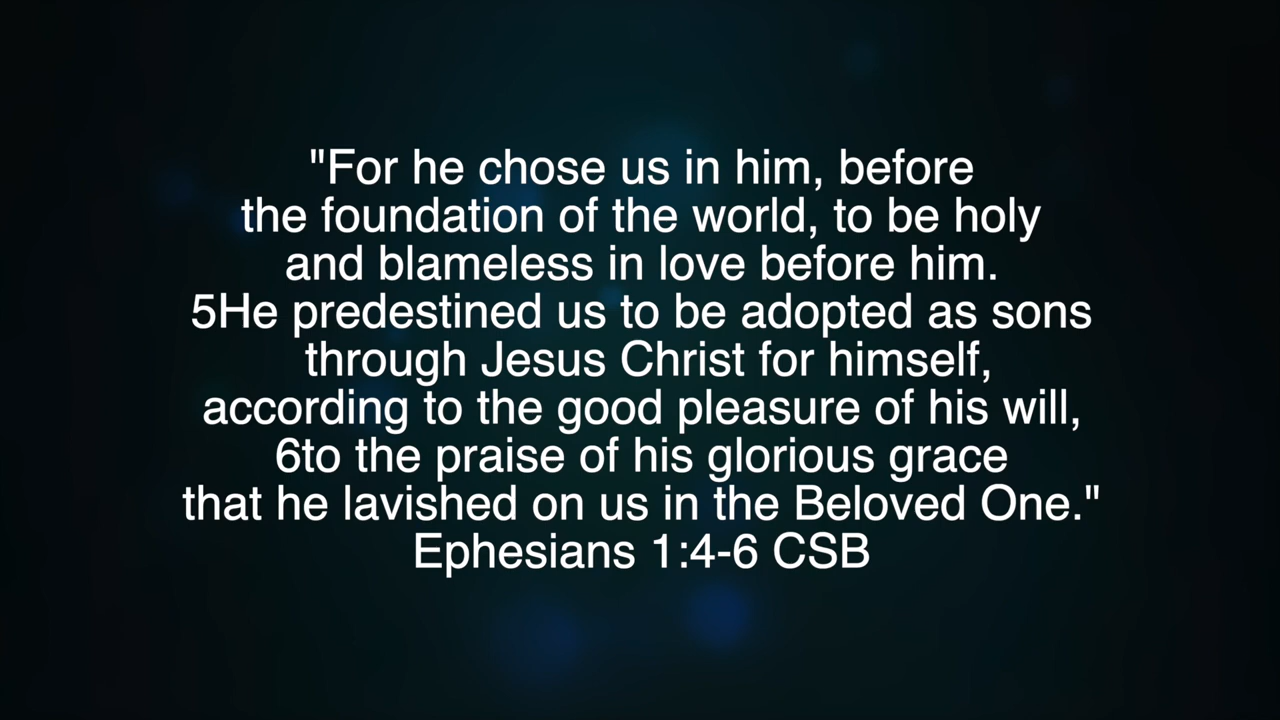 "For he chose us in him, before
the foundation of the world, to be holy
and blameless in love before him.
5He predestined us to be adopted as sons
through Jesus Christ for himself,
according to the good pleasure of his will,
6to the praise of his glorious grace
that he lavished on us in the Beloved One."
Ephesians 1:4-6 CSB